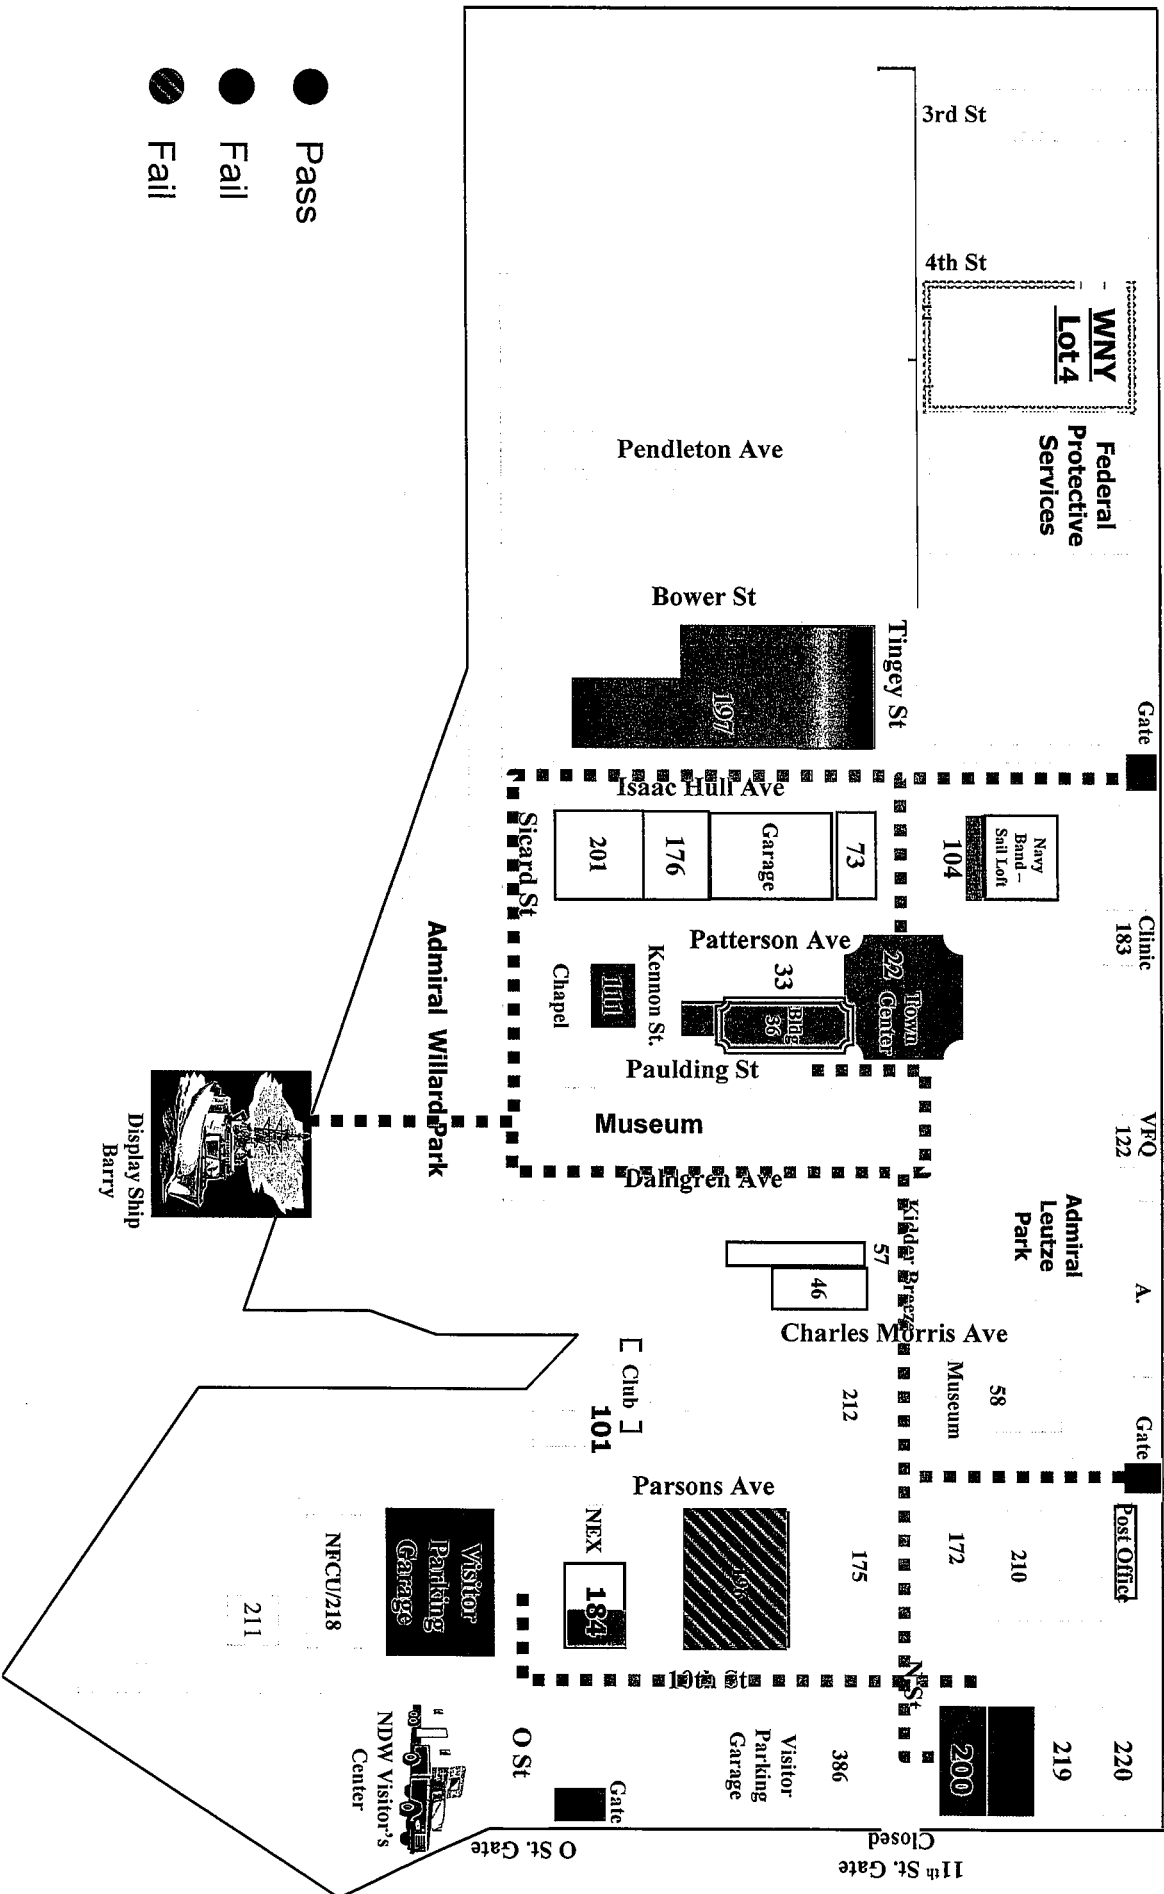 3rd St
4th St
WNY
Lot4
Federal
Protective
Services
Pendleton Ave
Bower St
Tingey St
197
Gate
Isaac Hull Ave
Sicard St
201
176
Garage
73
104
Navy
Band –
Sail Loft
Clinic
183
Patterson Ave
22 Town
Center
33
Bldg
36
Kennon St.
111
Chapel
Paulding St
Museum
Admiral Willard Park
Dahlgren Ave
VFQ
122
Admiral
Leutze
Park
A.
Kidder Breeze
57
46
Charles Morris Ave
Display Ship
Barry
Club
101
212
Museum
58
Gate
Parsons Ave
Post Office
210
172
175
NEX
184
Visitor
Parking
Garage
NFCU/218
211
10th St
N St
200
219
220
386
Visitor
Parking
Garage
O St
Gate
NDW Visitor's
Center
O St. Gate
11th St. Gate
Closed
Pass
Fail
Fail